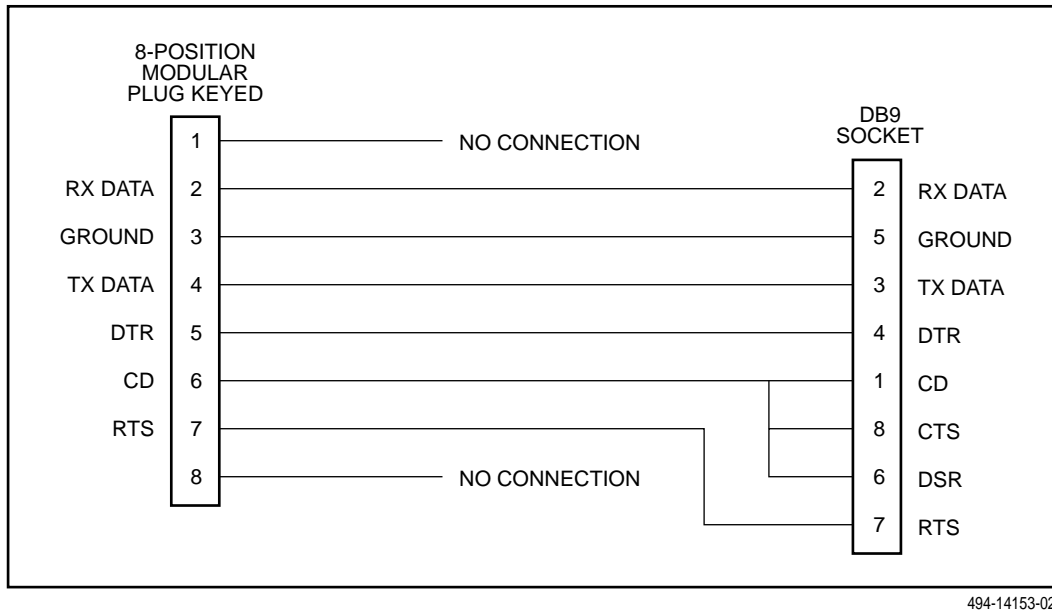 8-POSITION
MODULAR
PLUG KEYED
DB9
SOCKET
1 NO CONNECTION
RX DATA 2 2 RX DATA
GROUND 3 5 GROUND
TX DATA 4 3 TX DATA
DTR 5 4 DTR
CD 6 1 CD
RTS 7 8 CTS
8 NO CONNECTION 6 DSR
7 RTS
494-14153-02